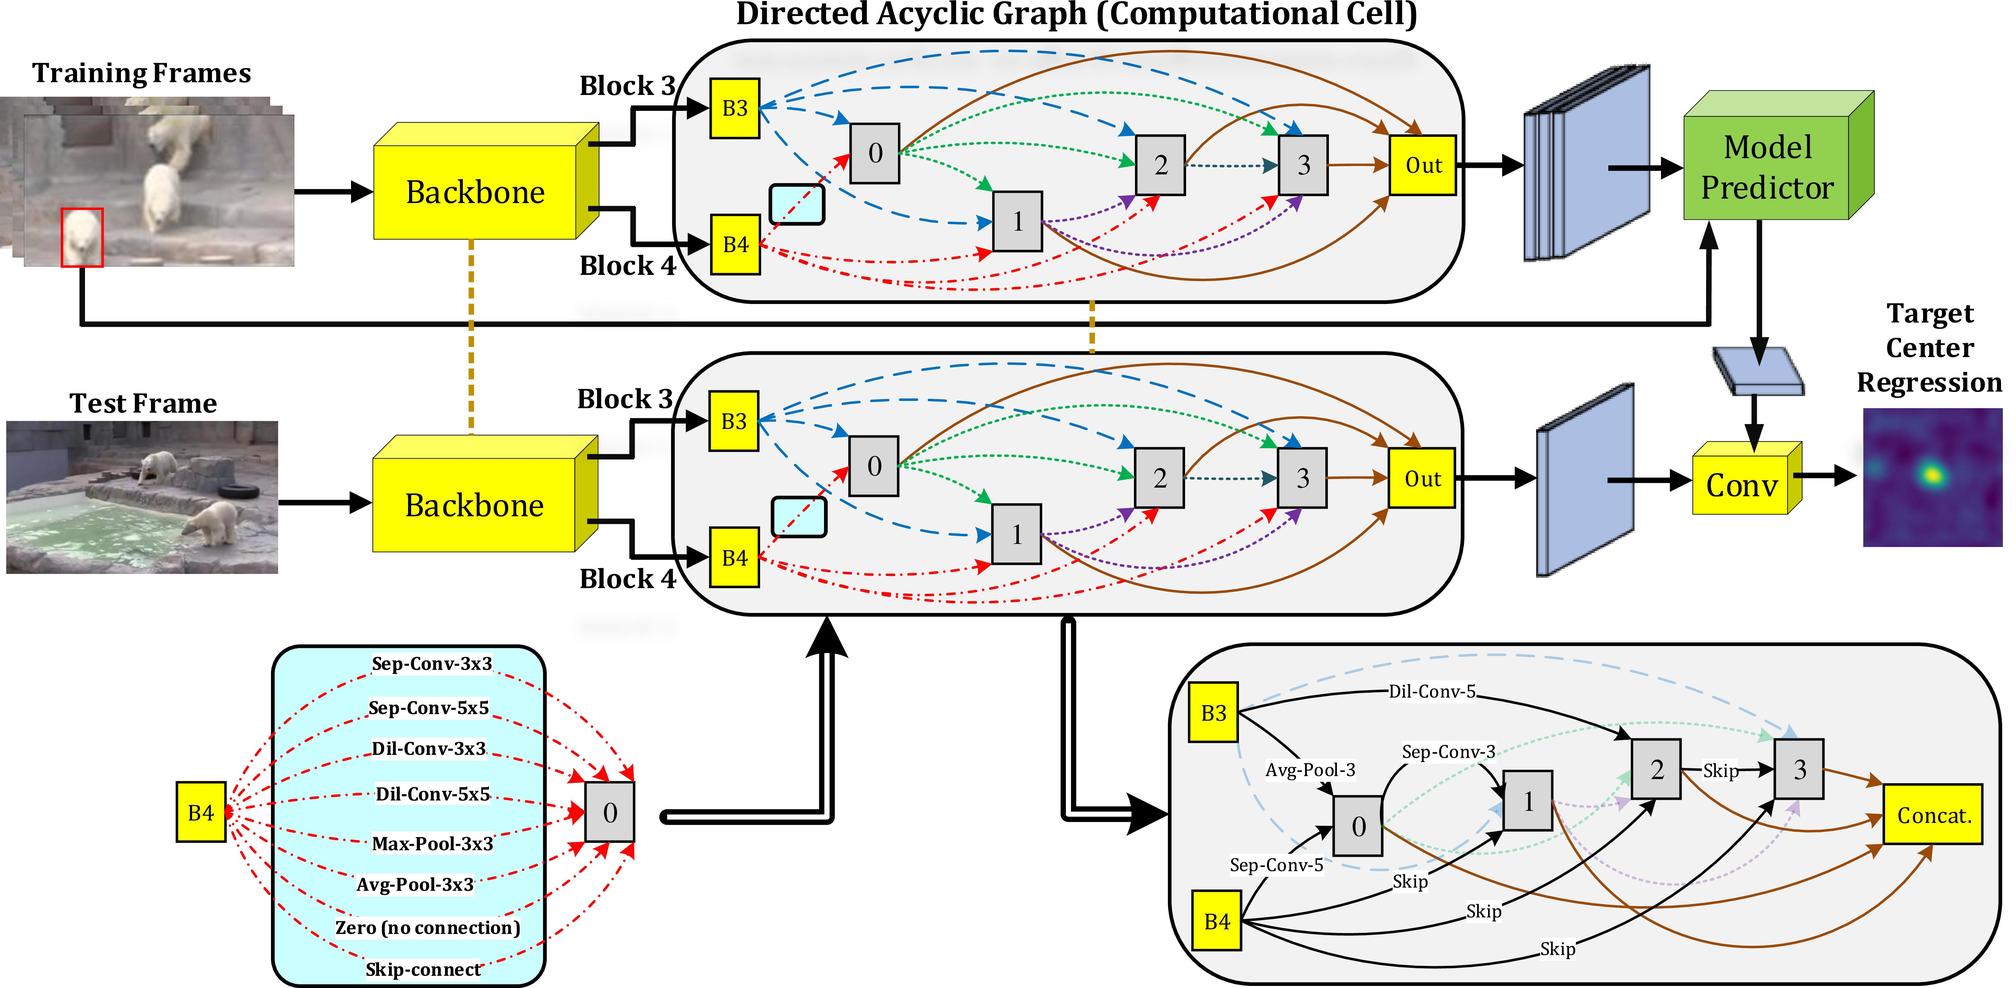 Directed Acyclic Graph (Computational Cell)
Training Frames
Backbone
Block 3
Block 4
B3
B4
0
1
2
3
Out
Model
Predictor
Test Frame
Backbone
Block 3
Block 4
B3
B4
0
1
2
3
Out
Conv
Target
Center
Regression
B4
Sep-Conv-3x3
Sep-Conv-5x5
Dil-Conv-3x3
Dil-Conv-5x5
Max-Pool-3x3
Avg-Pool-3x3
Zero (no connection)
Skip-connect
0
B3
B4
Dil-Conv-5
Avg-Pool-3
Sep-Conv-3
Sep-Conv-5
Skip
Skip
Skip
Skip
0
1
2
3
Concat.